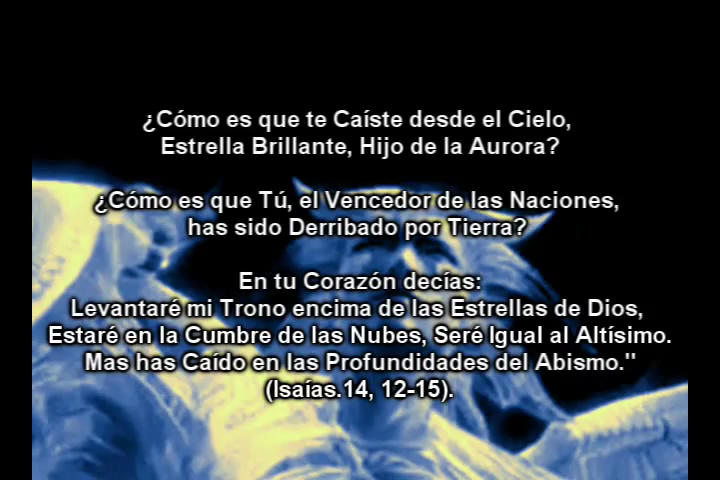 ¿Cómo es que te Caíste desde el Cielo,
Estrella Brillante, Hijo de la Aurora?
¿Cómo es que Tú, el Vencedor de las Naciones,
has sido Derribado por Tierra?
En tu Corazón decías:
Levantaré mi Trono encima de las Estrellas de Dios,
Estaré en la Cumbre de las Nubes, Seré Igual al Altísimo.
Mas has Caído en las Profundidades del Abismo."
(Isaías.14, 12-15).